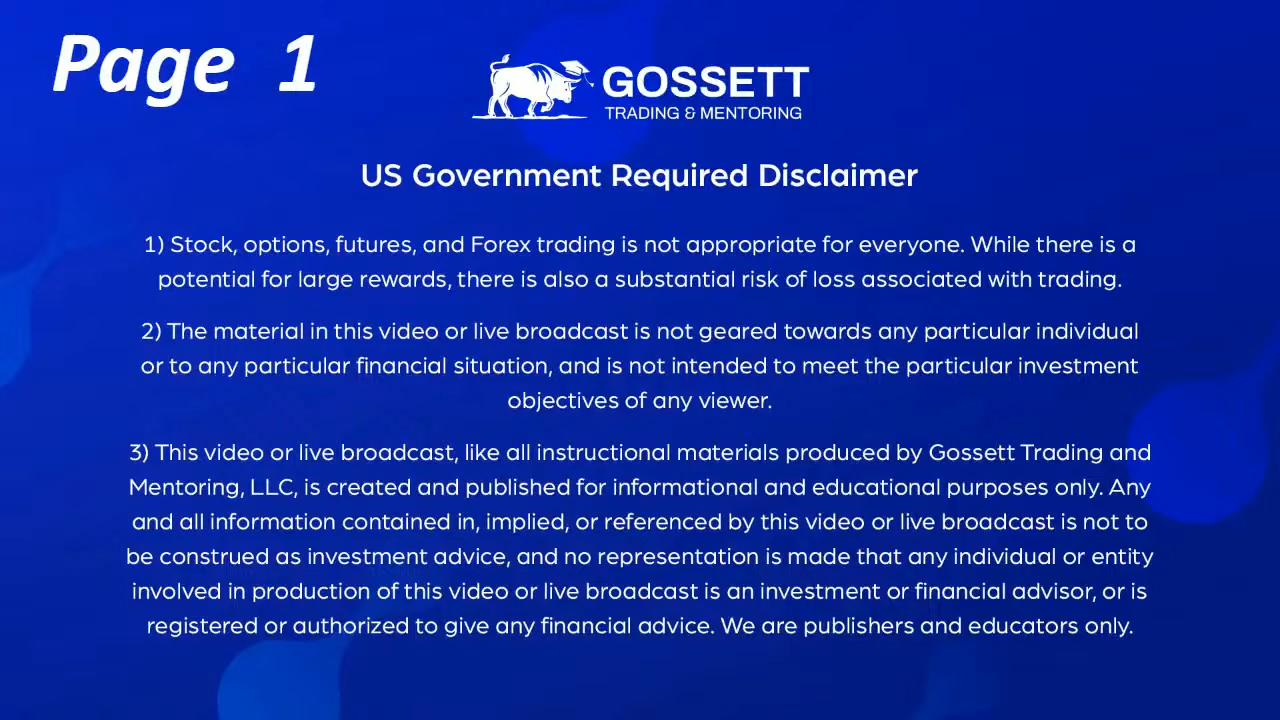 Page 1
GOSSETT
TRADING & MENTORING
US Government Required Disclaimer
1) Stock, options, futures, and Forex trading is not appropriate for everyone. While there is a
potential for large rewards, there is also a substantial risk of loss associated with trading.
2) The material in this video or live broadcast is not geared towards any particular individual
or to any particular financial situation, and is not intended to meet the particular investment
objectives of any viewer.
3) This video or live broadcast, like all instructional materials produced by Gossett Trading and
Mentoring, LLC, is created and published for informational and educational purposes only. Any
and all information contained in, implied, or referenced by this video or live broadcast is not to
be construed as investment advice, and no representation is made that any individual or entity
involved in production of this video or live broadcast is an investment or financial advisor, or is
registered or authorized to give any financial advice. We are publishers and educators only.